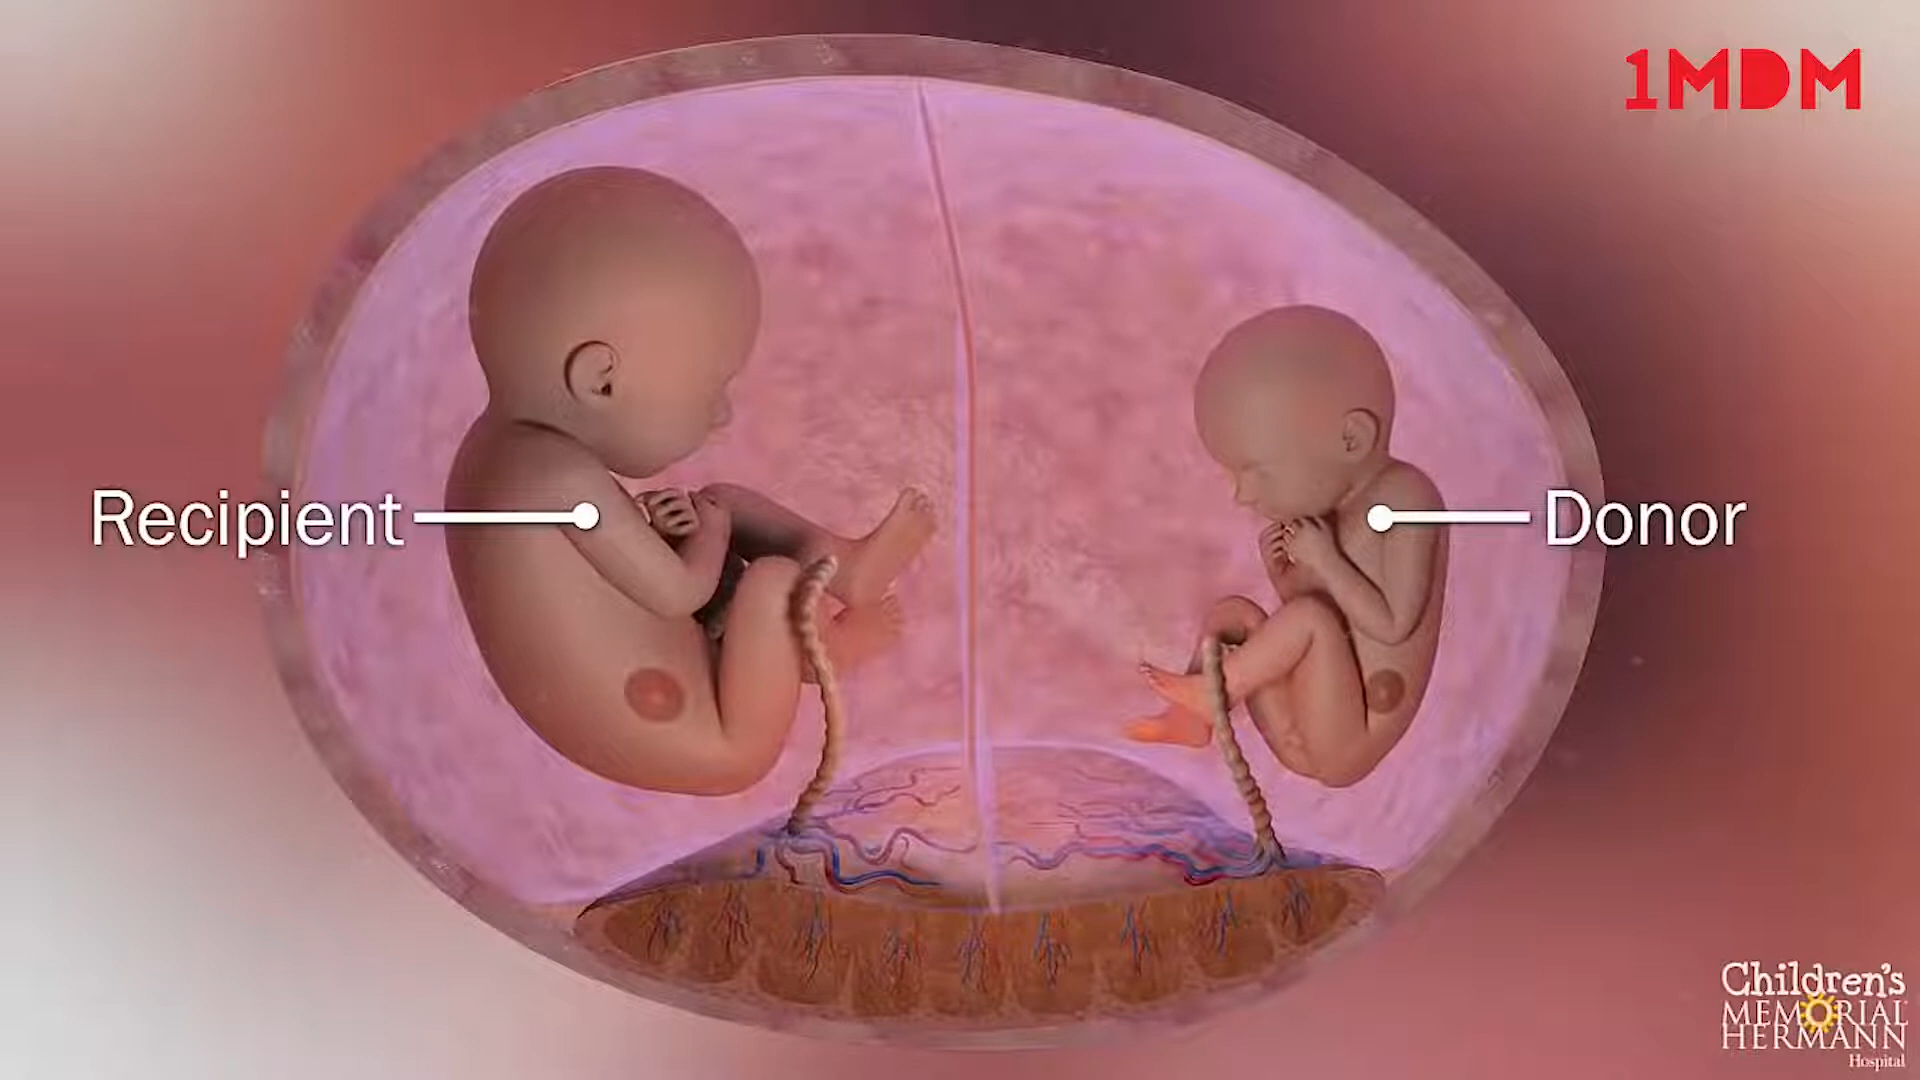 1MDM
Recipient
Donor
Children's
MEMORIAL
HERMANN
Hospital